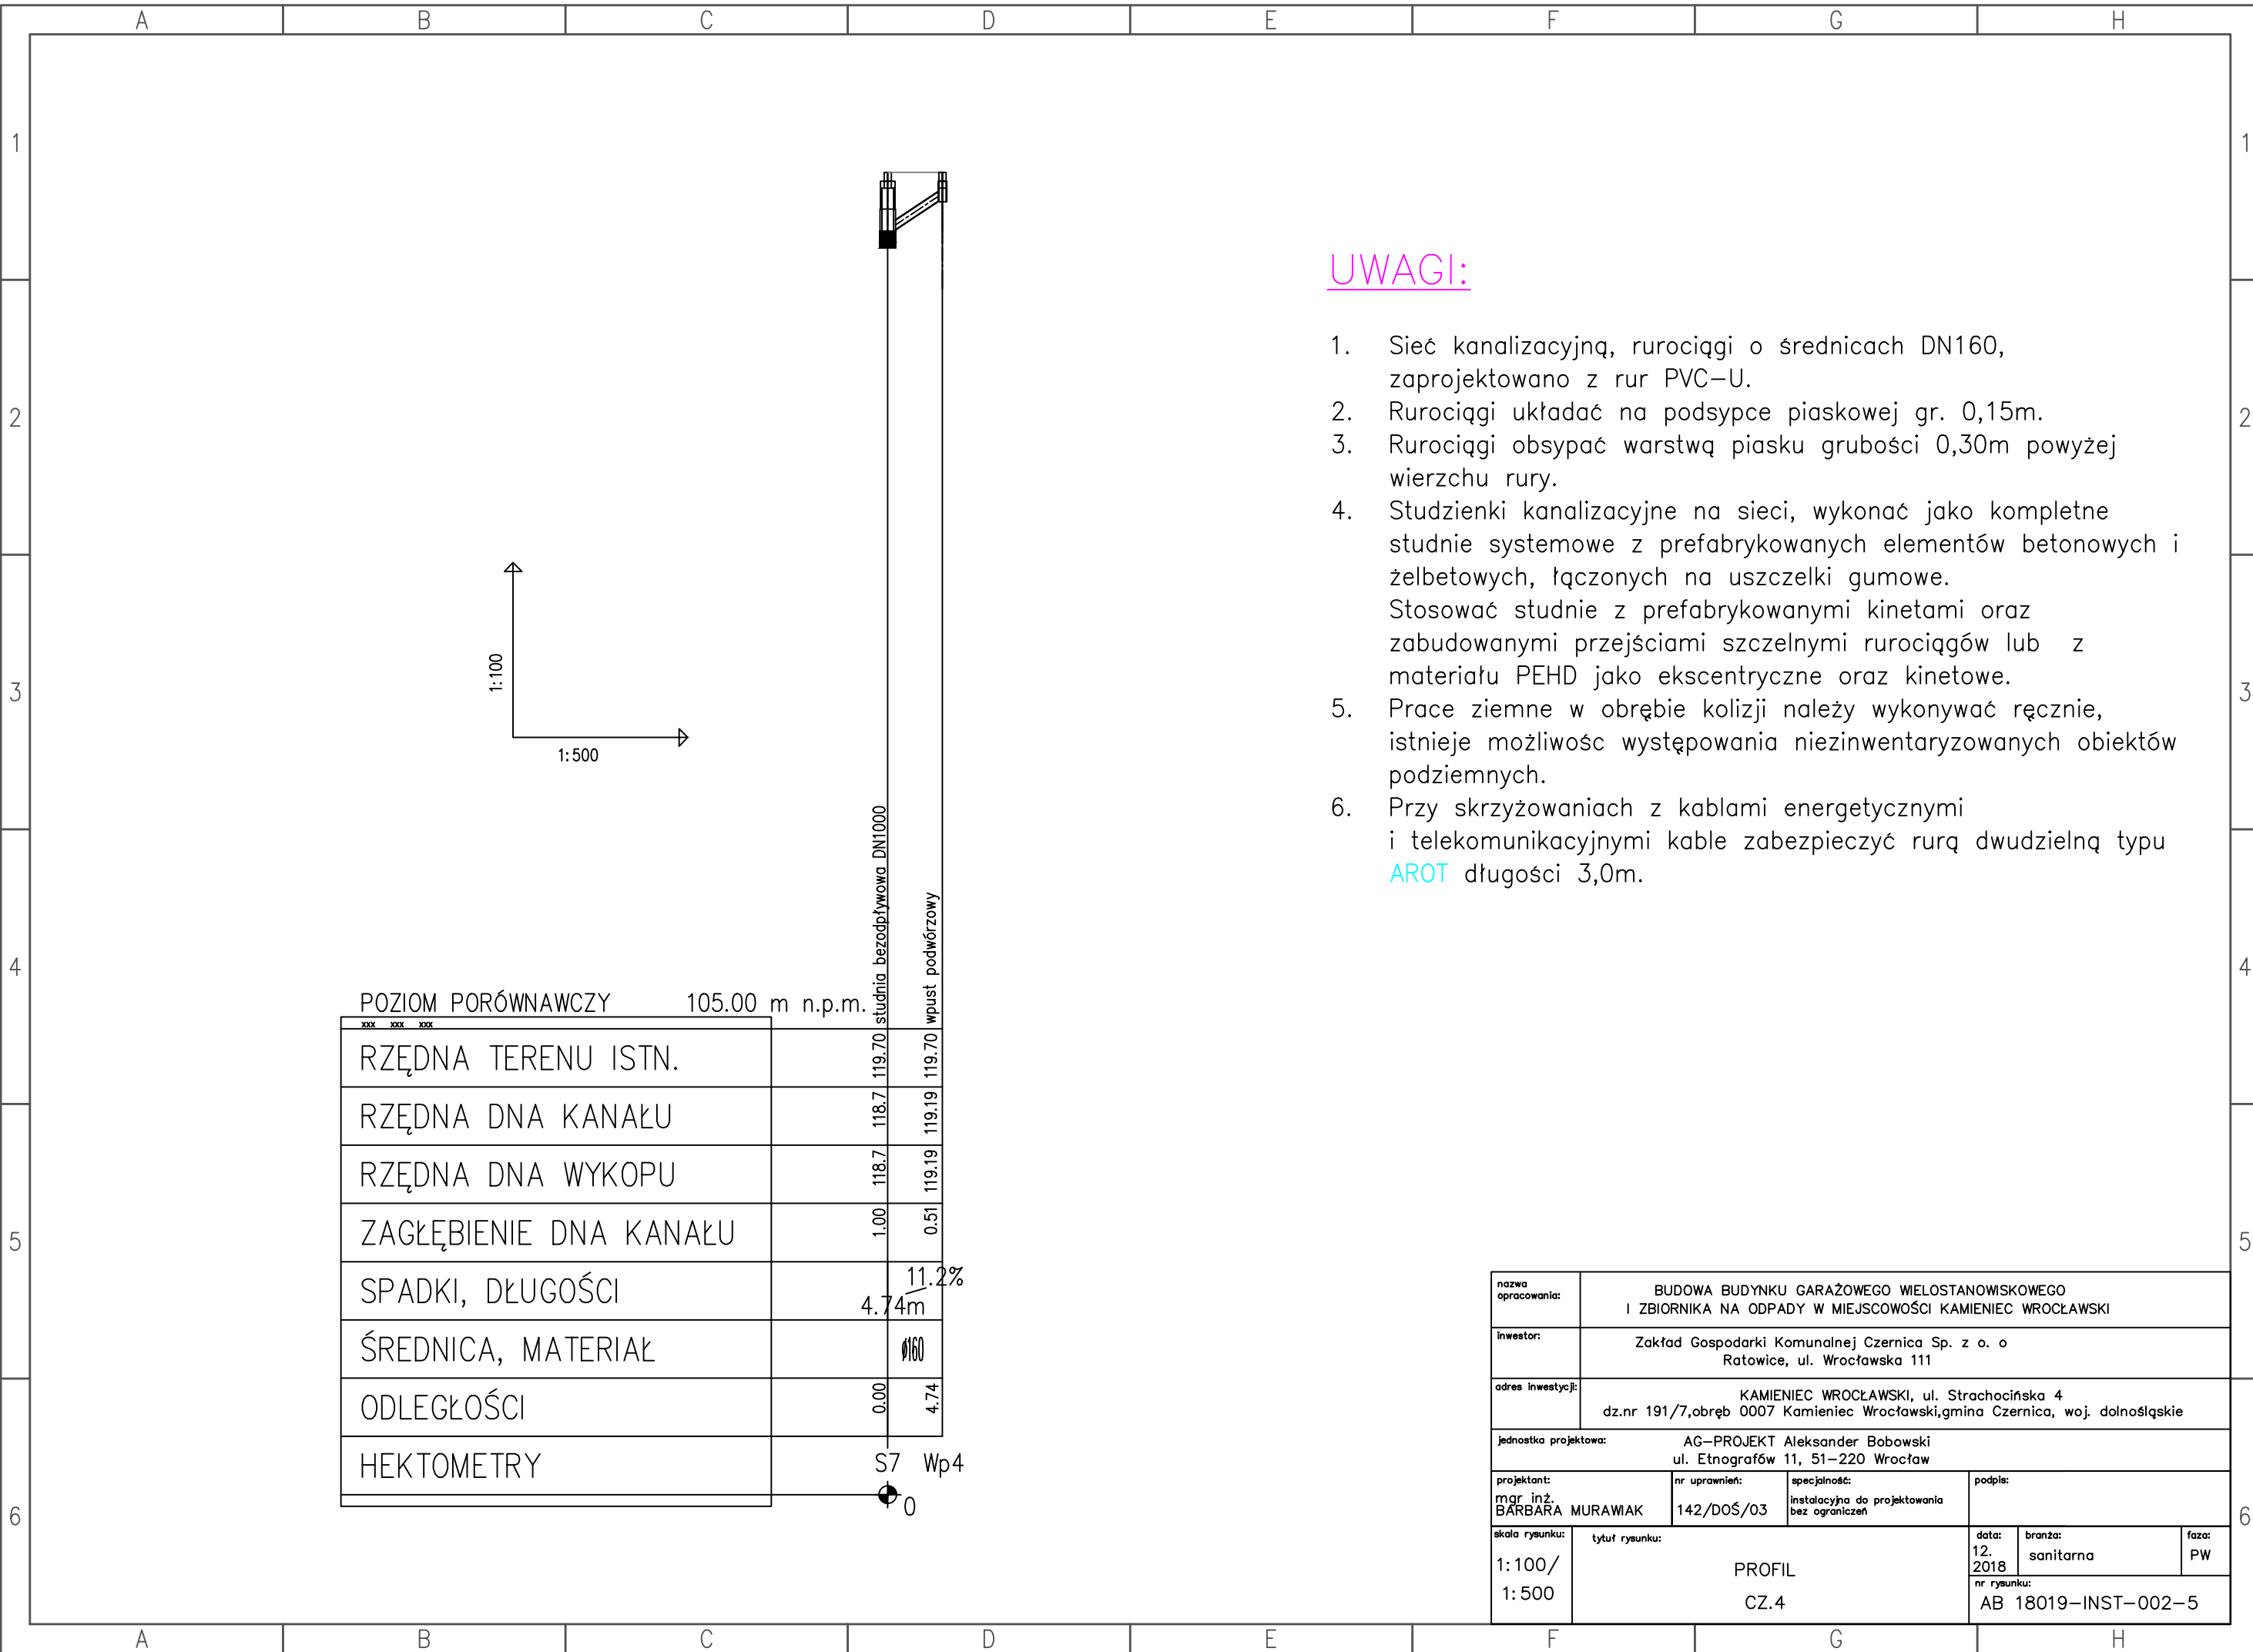 A B C D E F G H
1 1
2 2
3 3
4 4
5 5
6 6
UWAGI:
1. Sieć kanalizacyjną, rurociągi o średnicach DN160,
zaprojektowano z rur PVC-U.
2. Rurociągi układać na podsypce piaskowej gr. 0,15m.
3. Rurociągi obsypać warstwą piasku grubości 0,30m powyżej
wierzchu rury.
4. Studzienki kanalizacyjne na sieci, wykonać jako kompletne
studnie systemowe z prefabrykowanych elementów betonowych i
żelbetowych, łączonych na uszczelki gumowe.
Stosować studnie z prefabrykowanymi kinetami oraz
zabudowanymi przejściami szczelnymi rurociągów lub z
materiału PEHD jako ekscentryczne oraz kinetowe.
5. Prace ziemne w obrębie kolizji należy wykonywać ręcznie,
istnieje możliwośc występowania niezinwentaryzowanych obiektów
podziemnych.
6. Przy skrzyżowaniach z kablami energetycznymi
i telekomunikacyjnymi kable zabezpieczyć rurą dwudzielną typu
AROT długości 3,0m.
1:100
1:500
studnia bezodpływowa DN1000
wpust podwórzowy
POZIOM PORÓWNAWCZY 105.00 m n.p.m.
xxx xxx xxx
RZĘDNA TERENU ISTN. 119.70 119.70
RZĘDNA DNA KANAŁU 118.7 119.19
RZĘDNA DNA WYKOPU 118.7 119.19
ZAGŁĘBIENIE DNA KANAŁU 1.00 0.51
SPADKI, DŁUGOŚCI 4.74m 11.2%
ŚREDNICA, MATERIAŁ ø160
ODLEGŁOŚCI 0.00 4.74
HEKTOMETRY S7 Wp4
0
nazwa opracowania:
BUDOWA BUDYNKU GARAŻOWEGO WIELOSTANOWISKOWEGO
I ZBIORNIKA NA ODPADY W MIEJSCOWOŚCI KAMIENIEC WROCŁAWSKI
inwestor:
Zakład Gospodarki Komunalnej Czernica Sp. z o. o
Ratowice, ul. Wrocławska 111
adres inwestycji:
KAMIENIEC WROCŁAWSKI, ul. Strachocińska 4
dz.nr 191/7,obręb 0007 Kamieniec Wrocławski,gmina Czernica, woj. dolnośląskie
jednostka projektowa:
AG-PROJEKT Aleksander Bobowski
ul. Etnografów 11, 51-220 Wrocław
projektant:
mgr inż.
BARBARA MURAWIAK
nr uprawnień:
142/DOŚ/03
specjalność:
instalacyjna do projektowania
bez ograniczeń
podpis:
skala rysunku:
1:100/
1:500
tytuł rysunku:
PROFIL
CZ.4
data:
12.
2018
branża:
sanitarna
faza:
PW
nr rysunku:
AB 18019-INST-002-5
A B C D E F G H